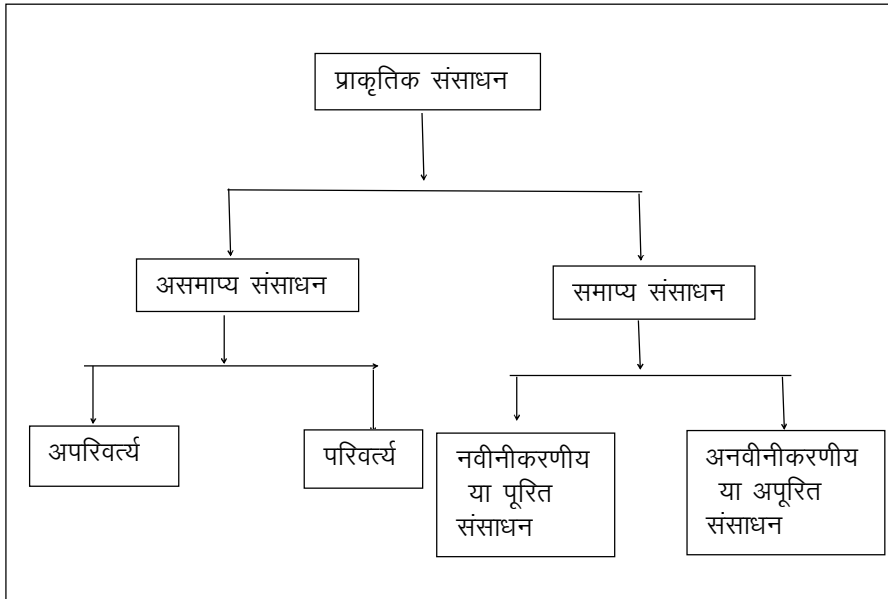 प्राकृतिक संसाधन
असमाप्य संसाधन
समाप्य संसाधन
अपरिवर्त्य
परिवर्त्य
नवीनीकरणीय
या पूरित
संसाधन
अनवीनीकरणीय
या अपूरित
संसाधन